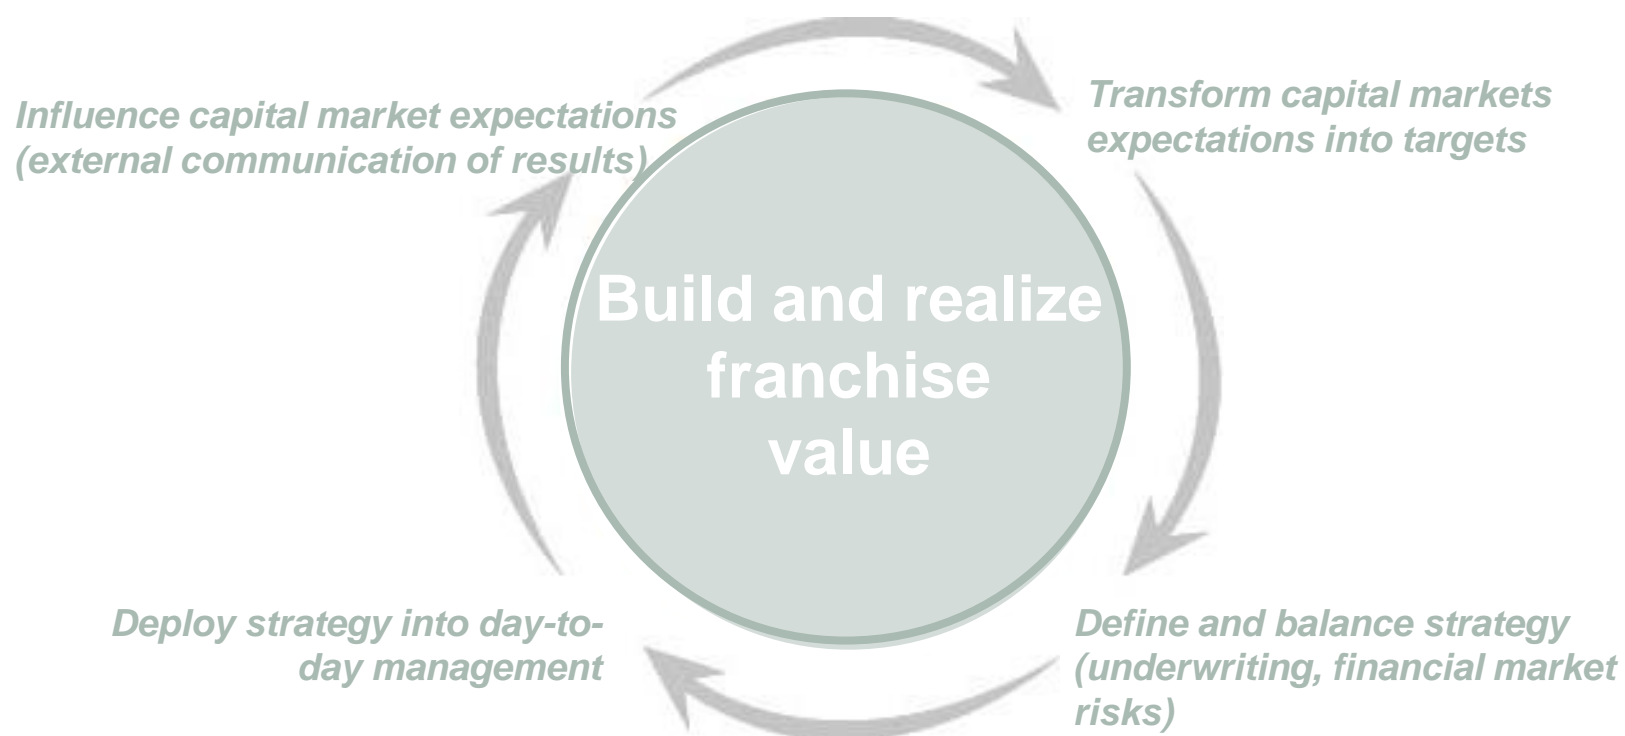 Influence capital market expectations
(external communication of results)
Transform capital markets
expectations into targets
Build and realize
franchise
value
Deploy strategy into day-to-
day management
Define and balance strategy
(underwriting, financial market
risks)